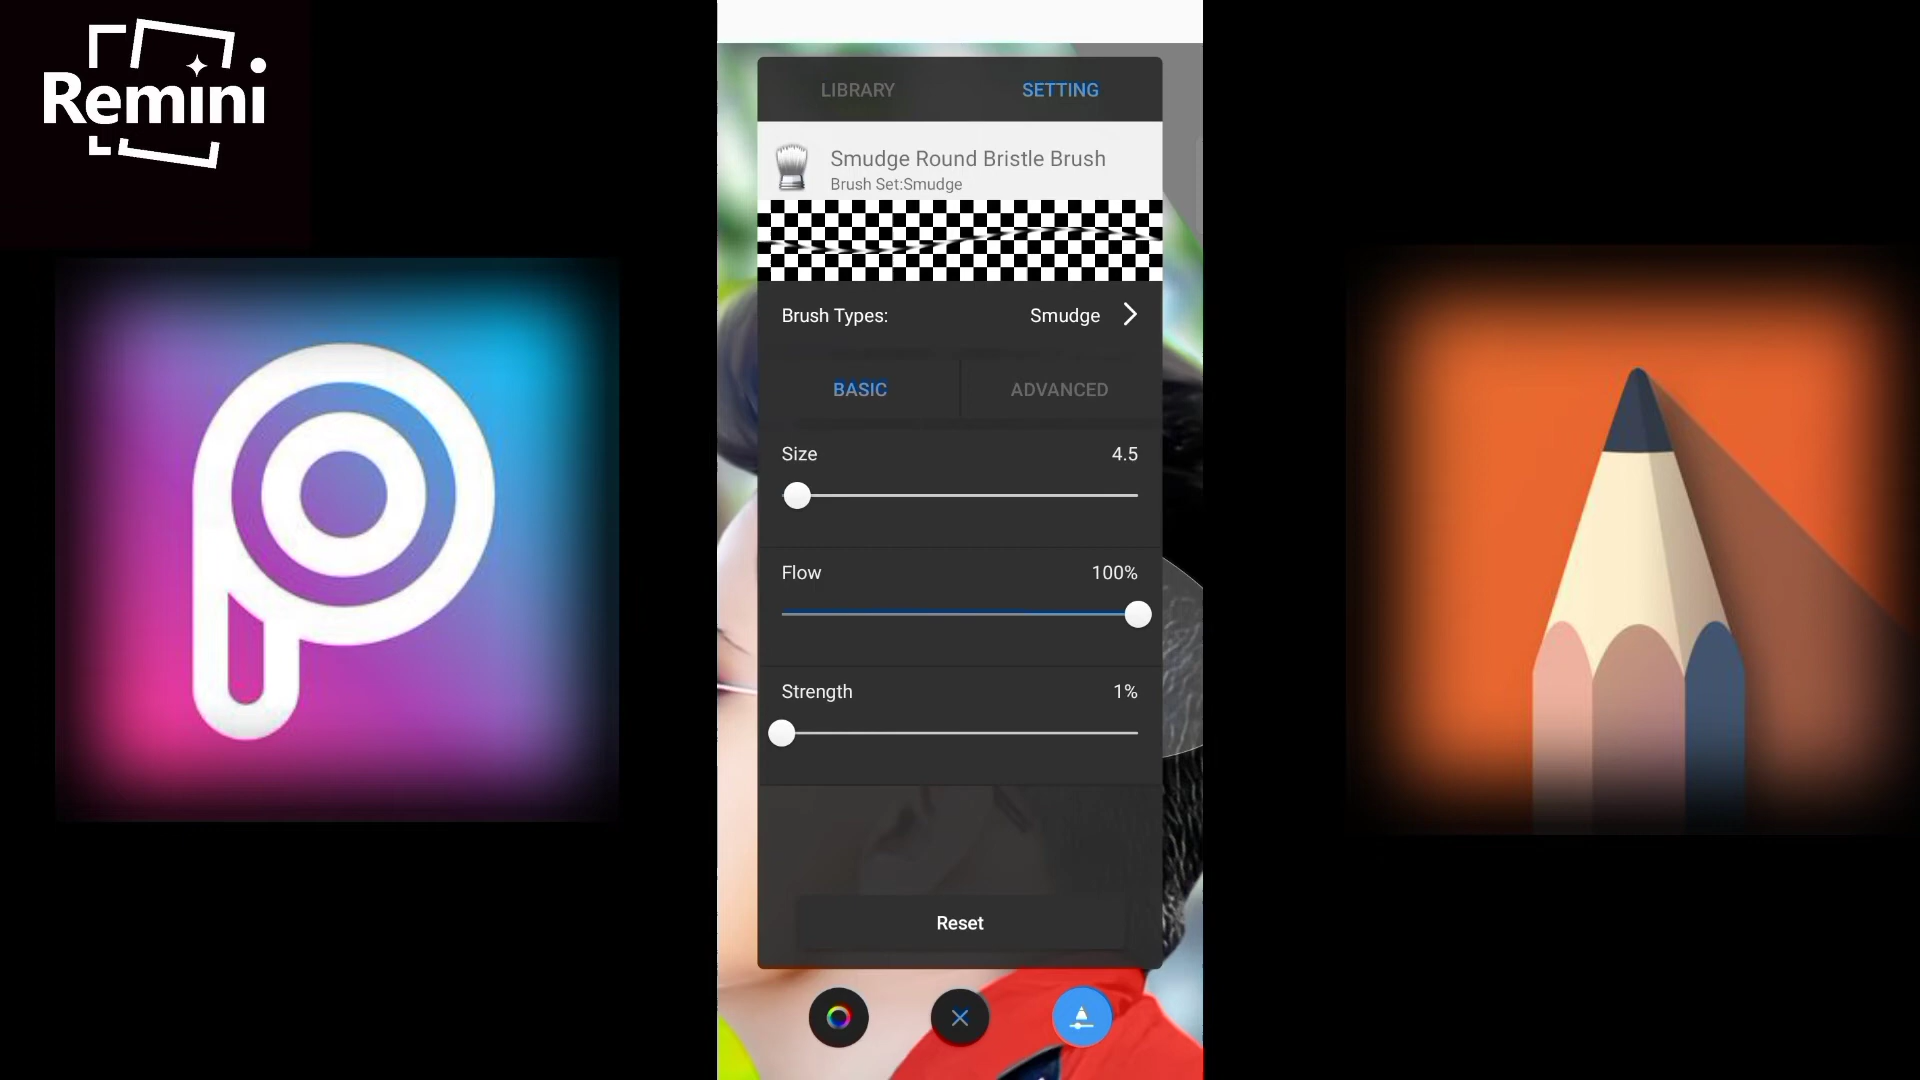 Remini
LIBRARY SETTING
Smudge Round Bristle Brush
Brush Set:Smudge
Brush Types: Smudge
BASIC ADVANCED
Size 4.5
Flow 100%
Strength 1%
Reset